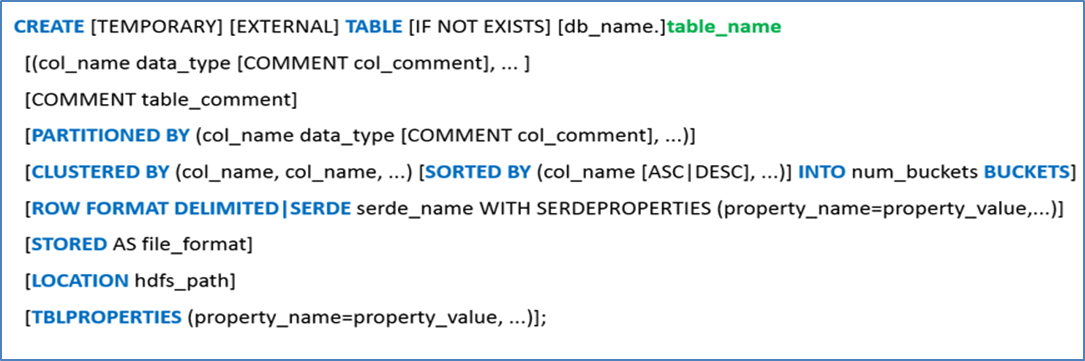 CREATE [TEMPORARY] [EXTERNAL] TABLE [IF NOT EXISTS] [db_name.]table_name
[(col_name data_type [COMMENT col_comment], ... ]
[COMMENT table_comment]
[PARTITIONED BY (col_name data_type [COMMENT col_comment], ...)]
[CLUSTERED BY (col_name, col_name, ...) [SORTED BY (col_name [ASC|DESC], ...)] INTO num_buckets BUCKETS]
[ROW FORMAT DELIMITED|SERDE serde_name WITH SERDEPROPERTIES (property_name=property_value,...)]
[STORED AS file_format]
[LOCATION hdfs_path]
[TBLPROPERTIES (property_name=property_value, ...)];